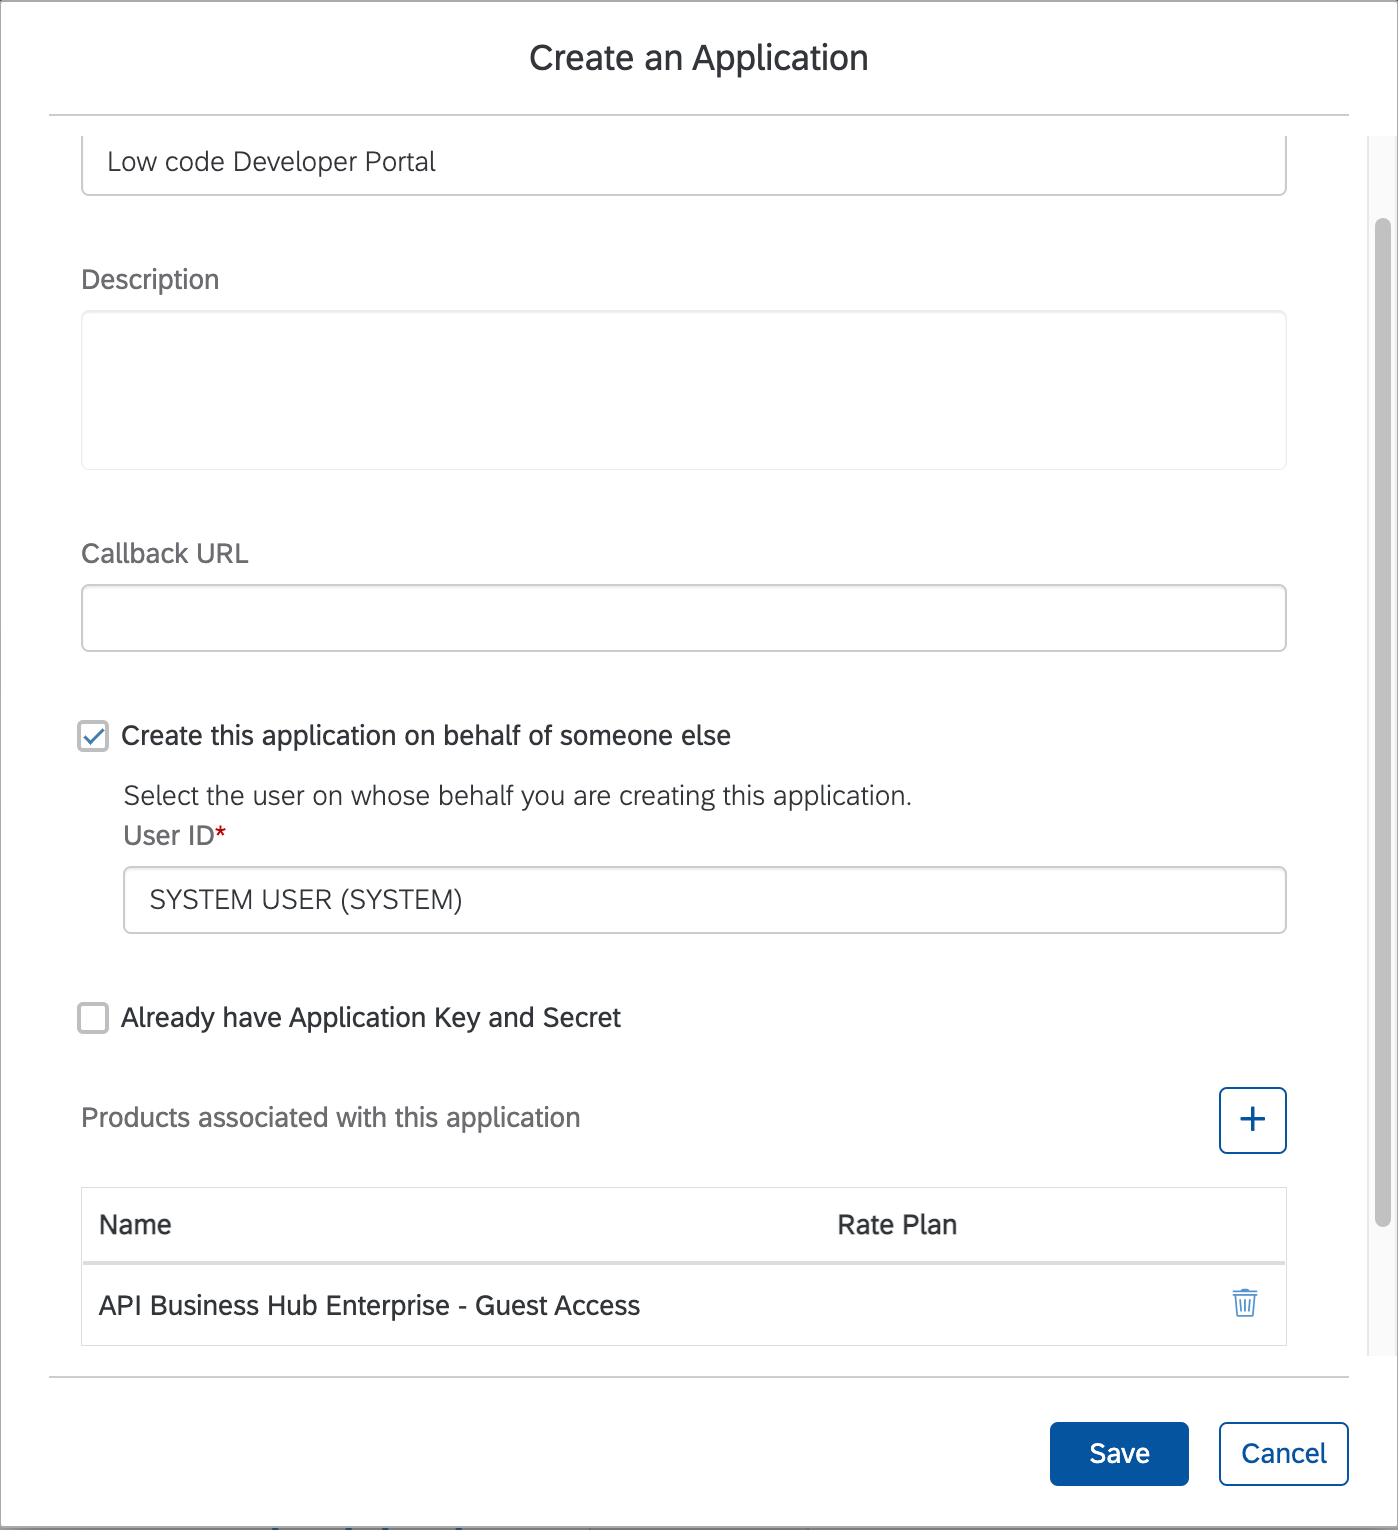 Create an Application
Low code Developer Portal
Description
Callback URL
Create this application on behalf of someone else
Select the user on whose behalf you are creating this application.
User ID*
SYSTEM USER (SYSTEM)
Already have Application Key and Secret
Products associated with this application
Name Rate Plan
API Business Hub Enterprise - Guest Access
Save Cancel